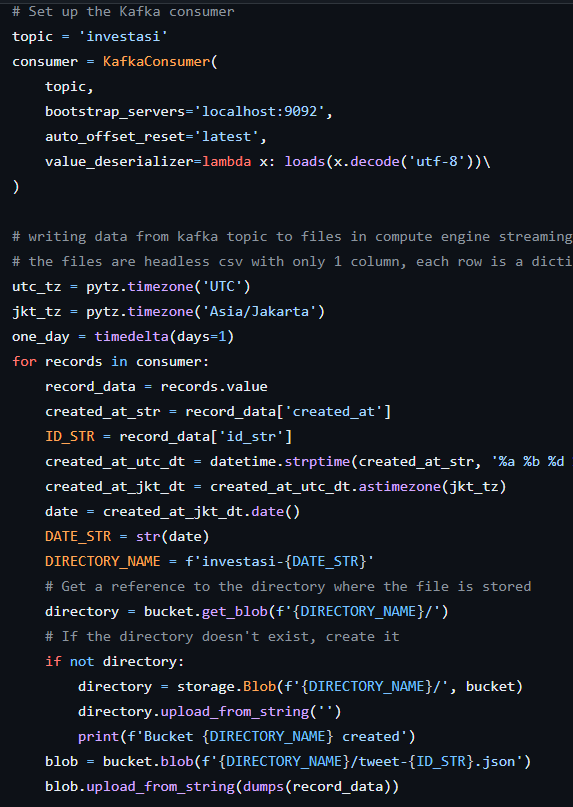 # Set up the Kafka consumer
topic = 'investasi'
consumer = KafkaConsumer(
    topic,
    bootstrap_servers='localhost:9092',
    auto_offset_reset='latest',
    value_deserializer=lambda x: loads(x.decode('utf-8'))\
)

# writing data from kafka topic to files in compute engine streaming
# the files are headless csv with only 1 column, each row is a dicti
utc_tz = pytz.timezone('UTC')
jkt_tz = pytz.timezone('Asia/Jakarta')
one_day = timedelta(days=1)
for records in consumer:
    record_data = records.value
    created_at_str = record_data['created_at']
    ID_STR = record_data['id_str']
    created_at_utc_dt = datetime.strptime(created_at_str, '%a %b %d
    created_at_jkt_dt = created_at_utc_dt.astimezone(jkt_tz)
    date = created_at_jkt_dt.date()
    DATE_STR = str(date)
    DIRECTORY_NAME = f'investasi-{DATE_STR}'
    # Get a reference to the directory where the file is stored
    directory = bucket.get_blob(f'{DIRECTORY_NAME}/')
    # If the directory doesn't exist, create it
    if not directory:
        directory = storage.Blob(f'{DIRECTORY_NAME}/', bucket)
        directory.upload_from_string('')
        print(f'Bucket {DIRECTORY_NAME} created')
    blob = bucket.blob(f'{DIRECTORY_NAME}/tweet-{ID_STR}.json')
    blob.upload_from_string(dumps(record_data))